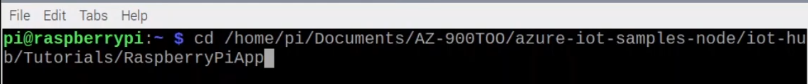 File Edit Tabs Help
pi@raspberrypi:~ $ cd /home/pi/Documents/AZ-900TOO/azure-iot-samples-node/iot-hu
b/Tutorials/RaspberryPiApp